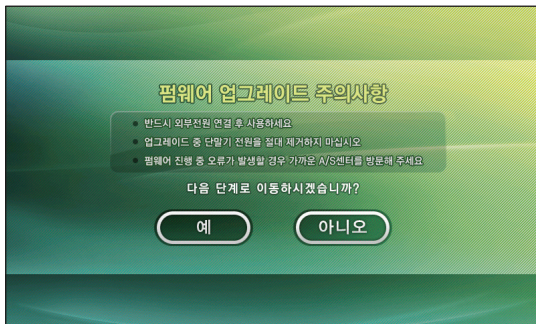 펌웨어 업그레이드 주의사항
반드시 외부전원 연결 후 사용하세요
업그레이드 중 단말기 전원을 절대 제거하지 마십시오
펌웨어 진행 중 오류가 발생할 경우 가까운 A/S센터를 방문해 주세요
다음 단계로 이동하시겠습니까?
예
아니오